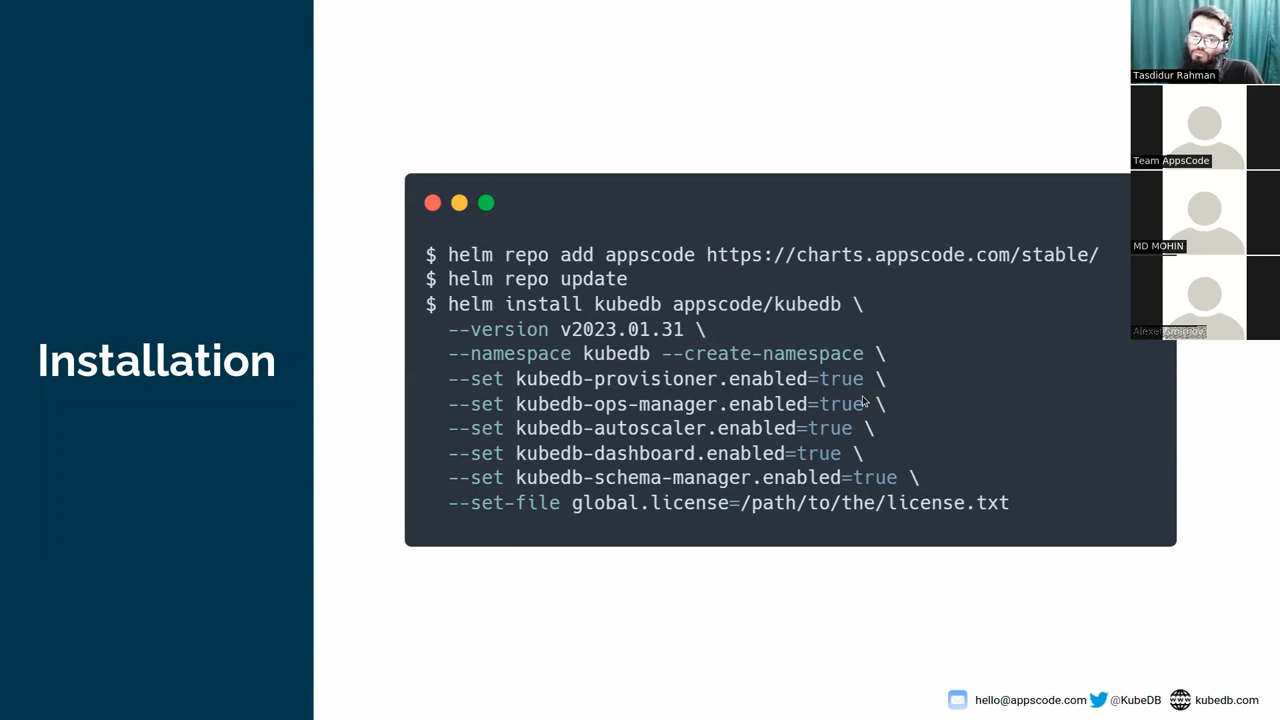 Installation
$ helm repo add appscode https://charts.appscode.com/stable/
$ helm repo update
$ helm install kubedb appscode/kubedb \
--version v2023.01.31 \
--namespace kubedb --create-namespace \
--set kubedb-provisioner.enabled=true \
--set kubedb-ops-manager.enabled=true \
--set kubedb-autoscaler.enabled=true \
--set kubedb-dashboard.enabled=true \
--set kubedb-schema-manager.enabled=true \
--set-file global.license=/path/to/the/license.txt
Tasdidur Rahman
Team AppsCode
MD MOHIN
hello@appscode.com @KubeDB kubedb.com